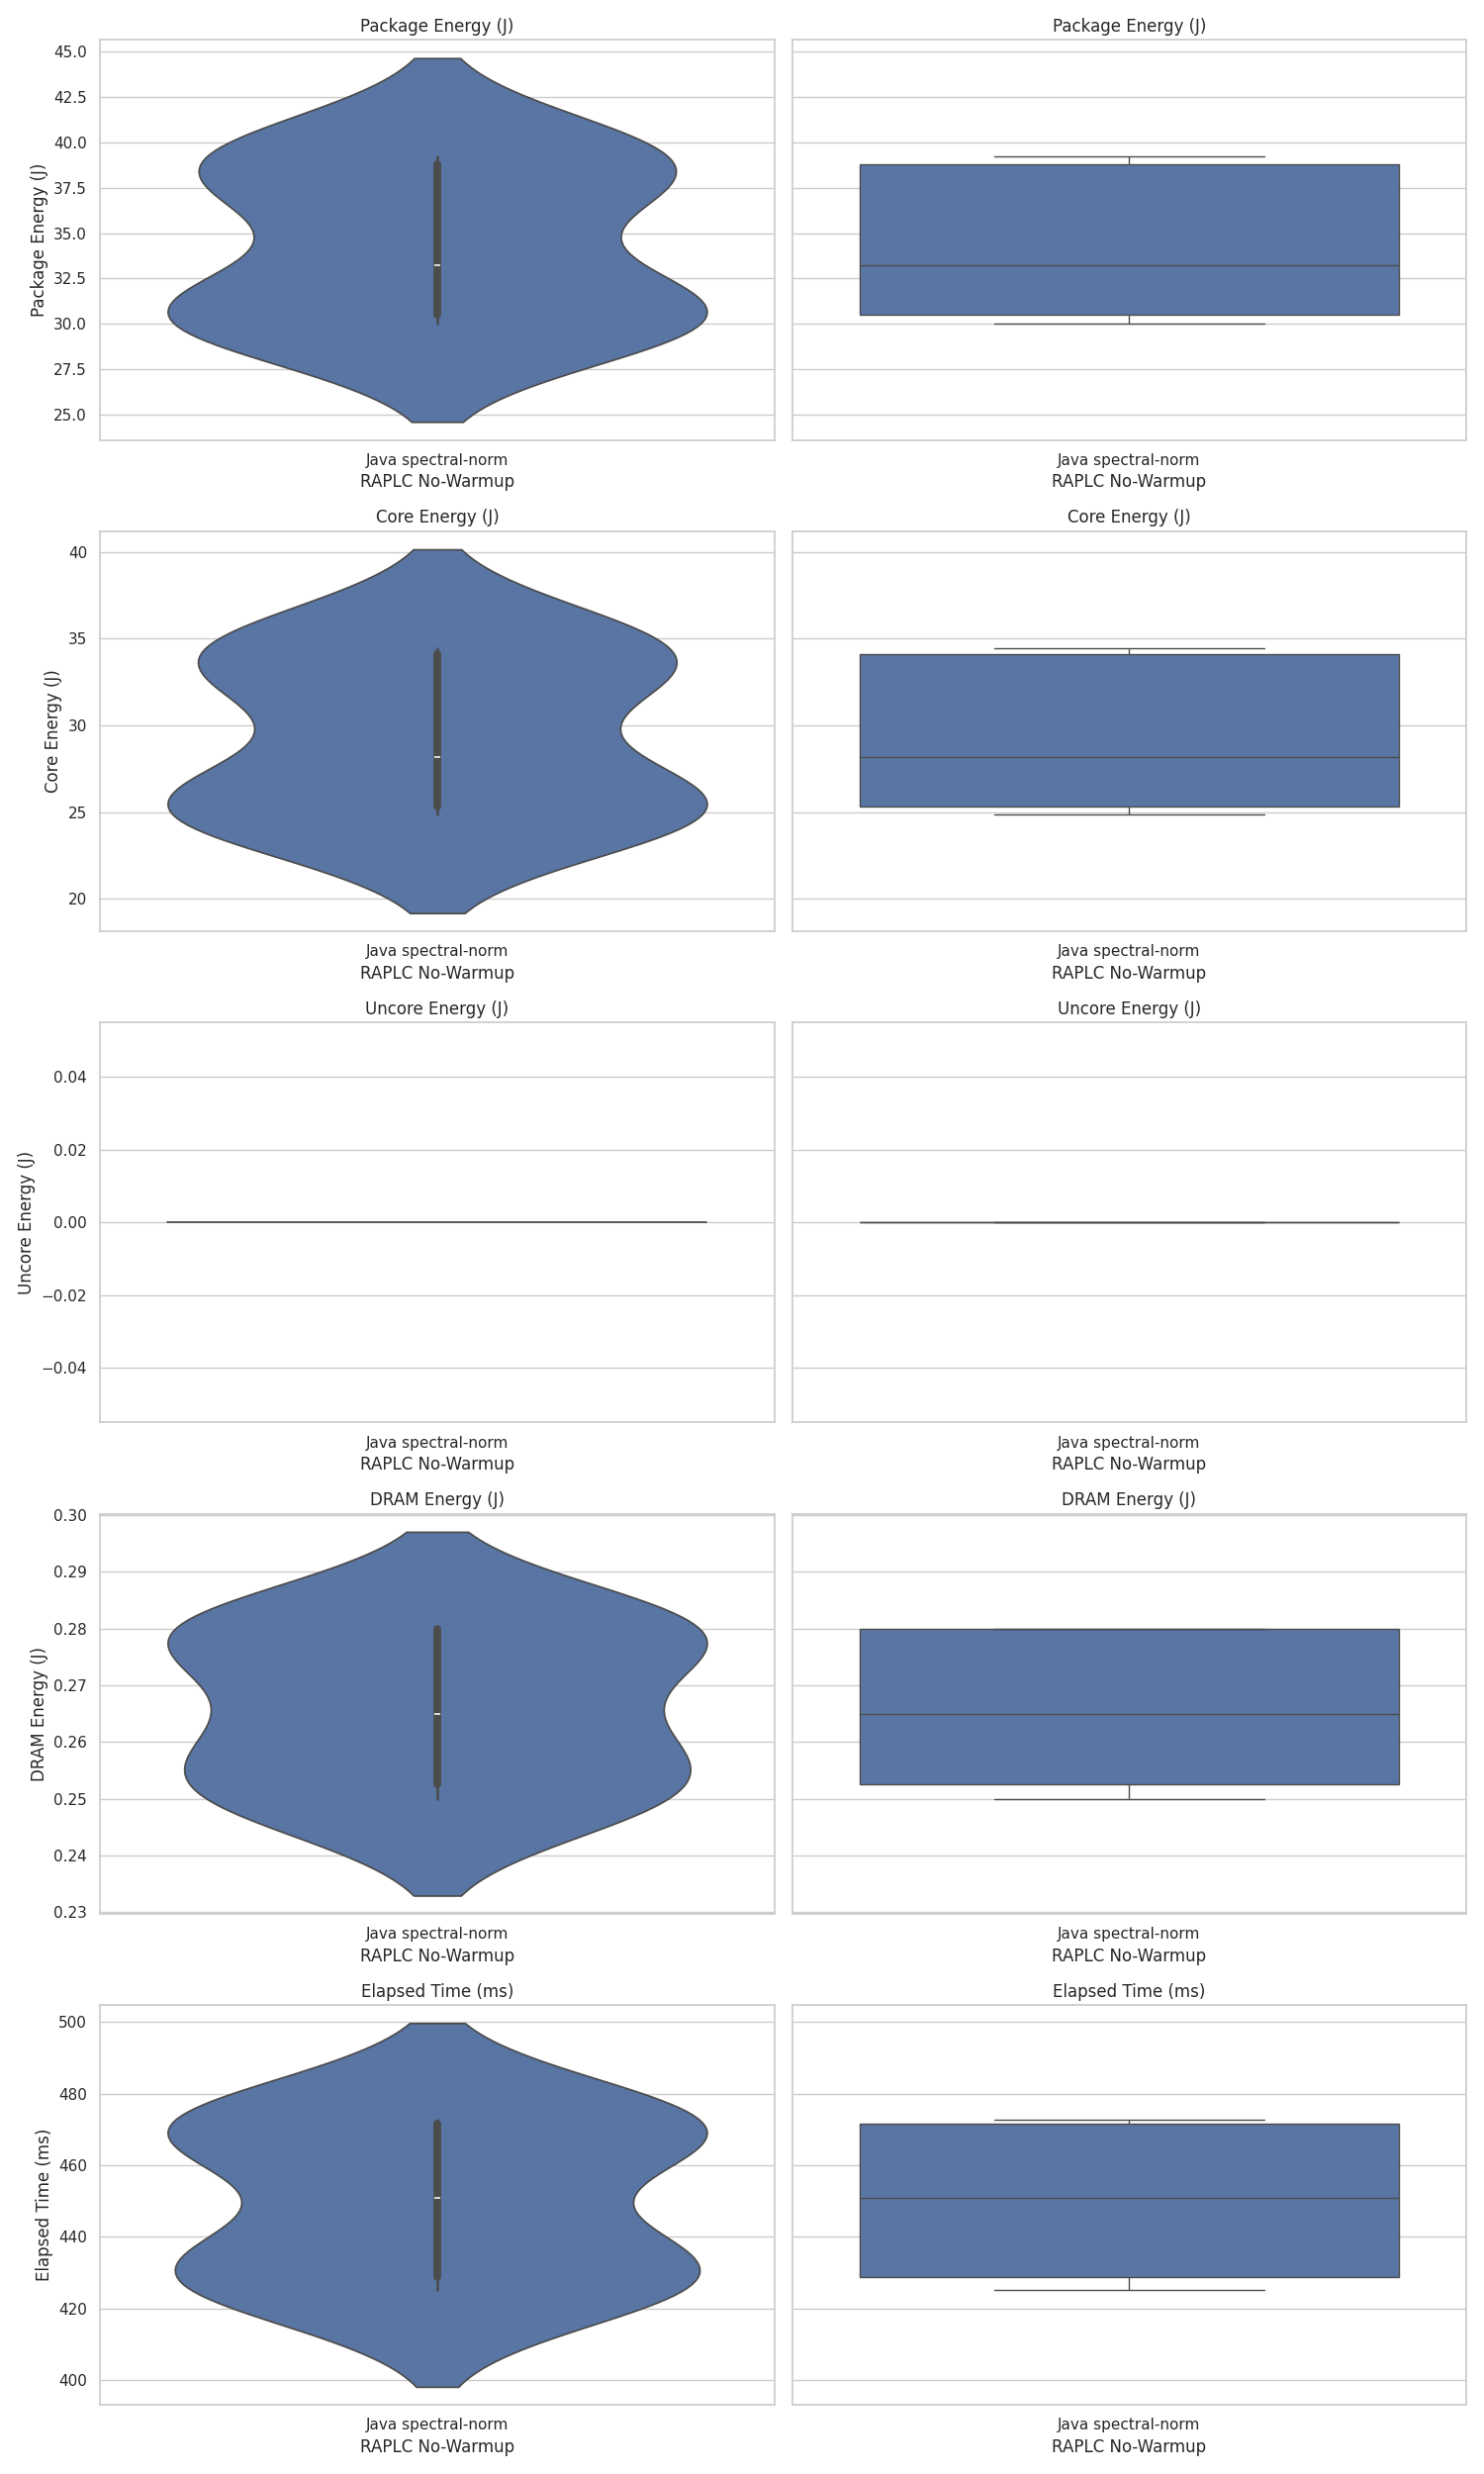 Package Energy (J)
Package Energy (J)
45.0
42.5
40.0
37.5
35.0
32.5
30.0
27.5
25.0
Package Energy (J)
Java spectral-norm
RAPLC No-Warmup
Java spectral-norm
RAPLC No-Warmup
Core Energy (J)
Core Energy (J)
40
35
30
25
20
Core Energy (J)
Java spectral-norm
RAPLC No-Warmup
Java spectral-norm
RAPLC No-Warmup
Uncore Energy (J)
Uncore Energy (J)
0.04
0.02
0.00
−0.02
−0.04
Uncore Energy (J)
Java spectral-norm
RAPLC No-Warmup
Java spectral-norm
RAPLC No-Warmup
DRAM Energy (J)
DRAM Energy (J)
0.30
0.29
0.28
0.27
0.26
0.25
0.24
0.23
DRAM Energy (J)
Java spectral-norm
RAPLC No-Warmup
Java spectral-norm
RAPLC No-Warmup
Elapsed Time (ms)
Elapsed Time (ms)
500
480
460
440
420
400
Elapsed Time (ms)
Java spectral-norm
RAPLC No-Warmup
Java spectral-norm
RAPLC No-Warmup